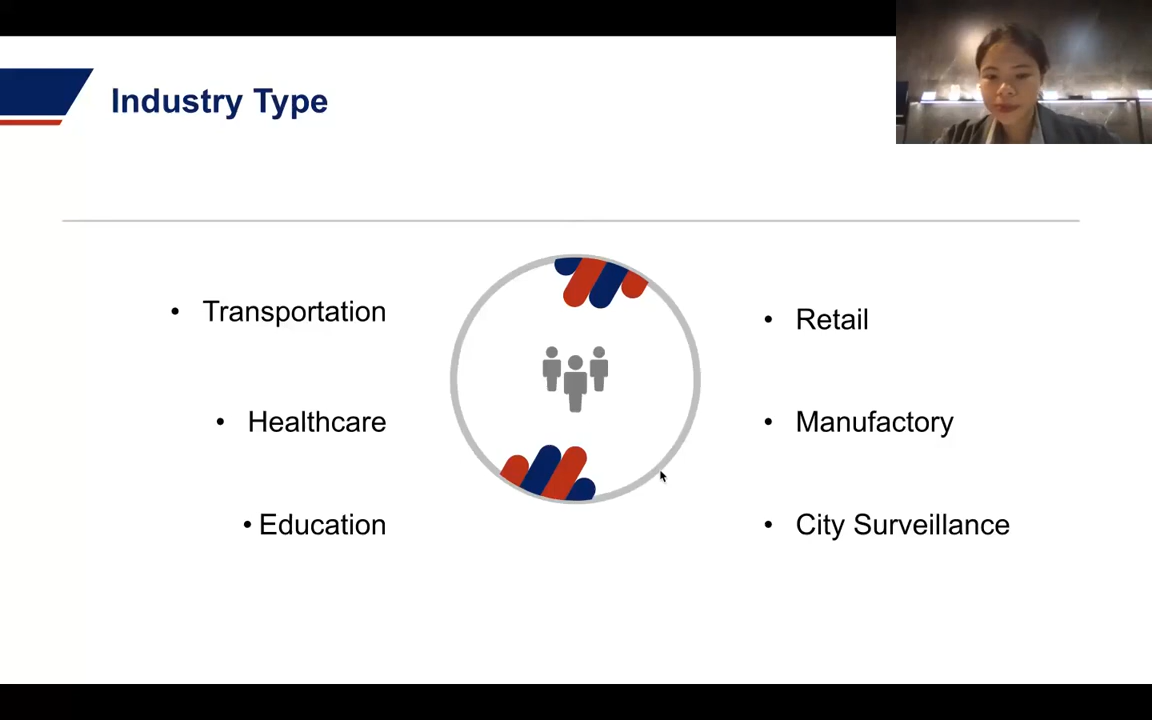 Industry Type
• Transportation
• Healthcare
• Education
• Retail
• Manufactory
• City Surveillance